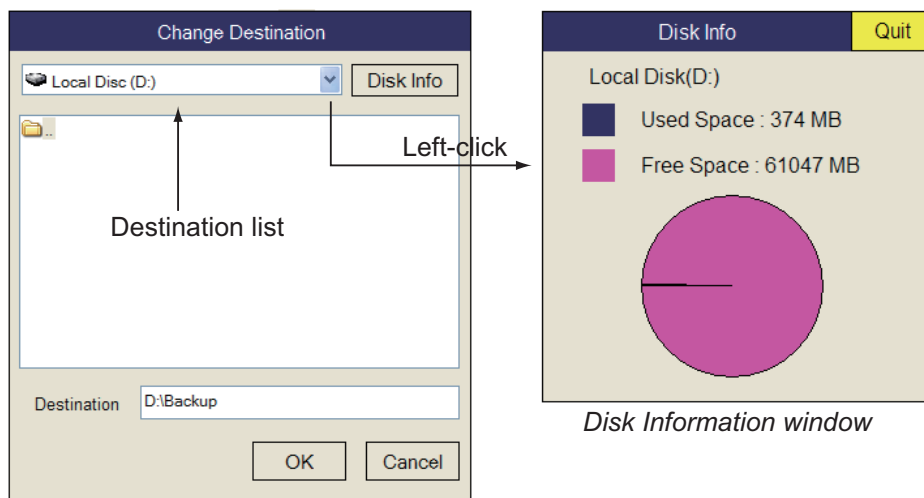 Change Destination
Local Disc (D:)
Disk Info
..
Left-click
Destination list
Destination
D:\Backup
OK
Cancel
Disk Info
Quit
Local Disk(D:)
Used Space : 374 MB
Free Space : 61047 MB
Disk Information window